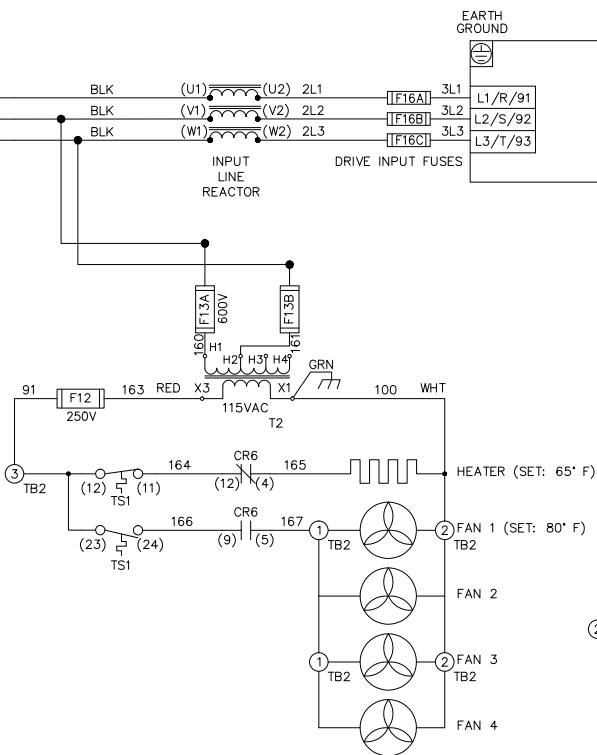 EARTH
GROUND
BLK (U1) (U2) 2L1 F16A 3L1 L1/R/91
BLK (V1) (V2) 2L2 F16B 3L2 L2/S/92
BLK (W1) (W2) 2L3 F16C 3L3 L3/T/93
INPUT
LINE
REACTOR
DRIVE INPUT FUSES
F13A
600V
F13B
160
161
H1 H2 H3 H4
GRN
91 F12 163 RED X3 X1 100 WHT
250V
115VAC
T2
3 TB2
(12) (11) 164 CR6 (12) (4) 165 HEATER (SET: 65° F)
TS1
(23) (24) 166 CR6 (9) (5) 167 1 TB2 2 TB2 FAN 1 (SET: 80° F)
TS1
FAN 2
1 TB2 2 TB2 FAN 3
FAN 4